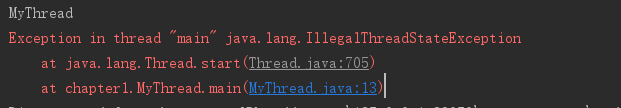 MyThread
Exception in thread "main" java.lang.IllegalThreadStateException
at java.lang.Thread.start(Thread.java:705)
at chapter1.MyThread.main(MyThread.java:13)